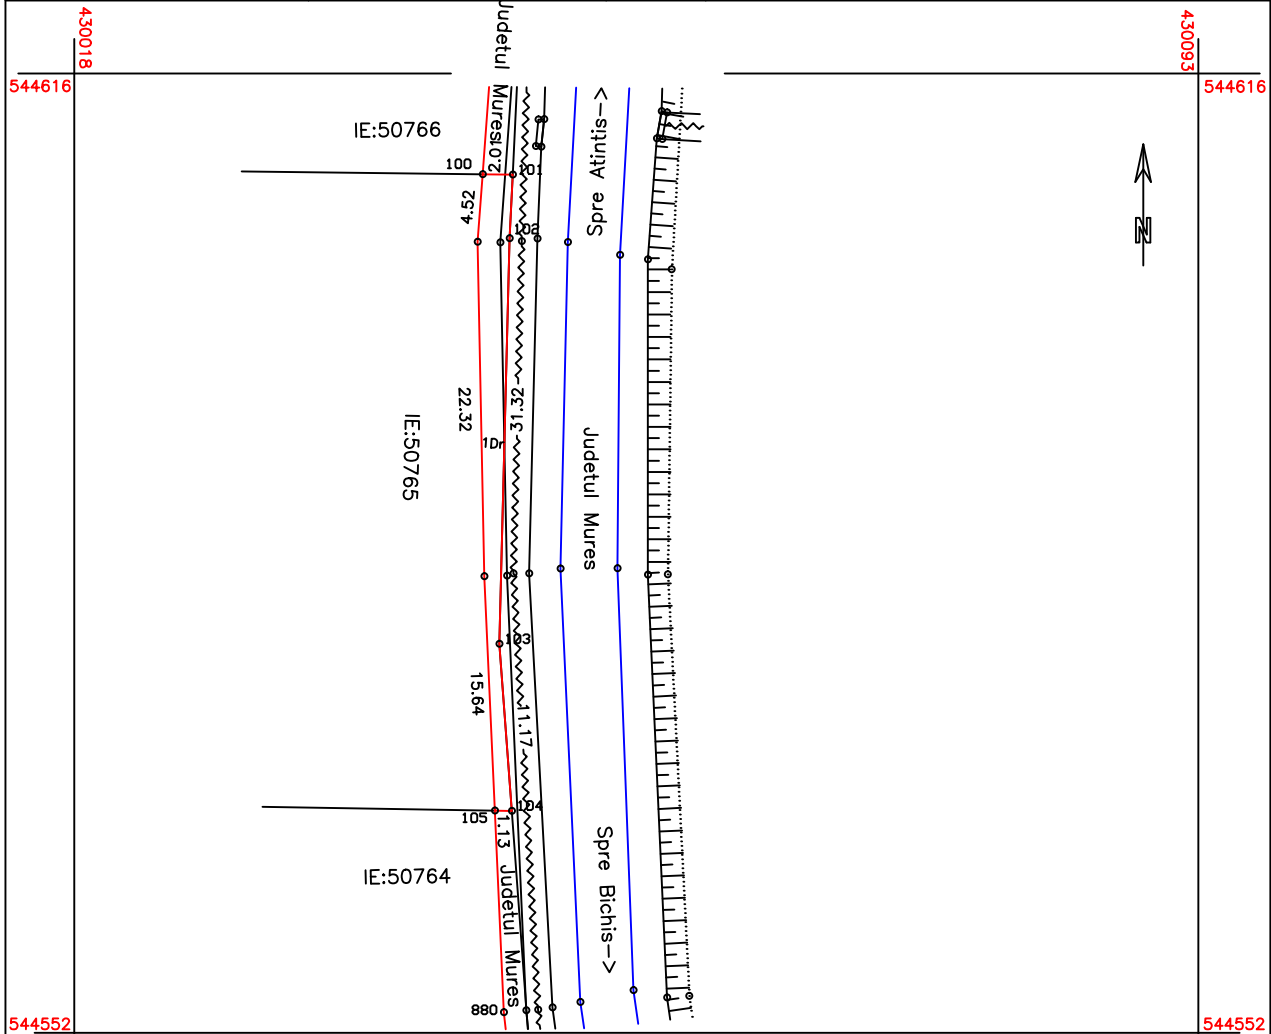 430018
430093
544616
544616
Judetul Mures
IE:50766
2.01
Spre Atintis->
100
101
4.52
102
N
22.32
31.32
IE:50765
1Dr
Judetul Mures
103
15.64
11.17
104
105
1.13
Judetul Mures
Spre Bichis->
IE:50764
880
544552
544552